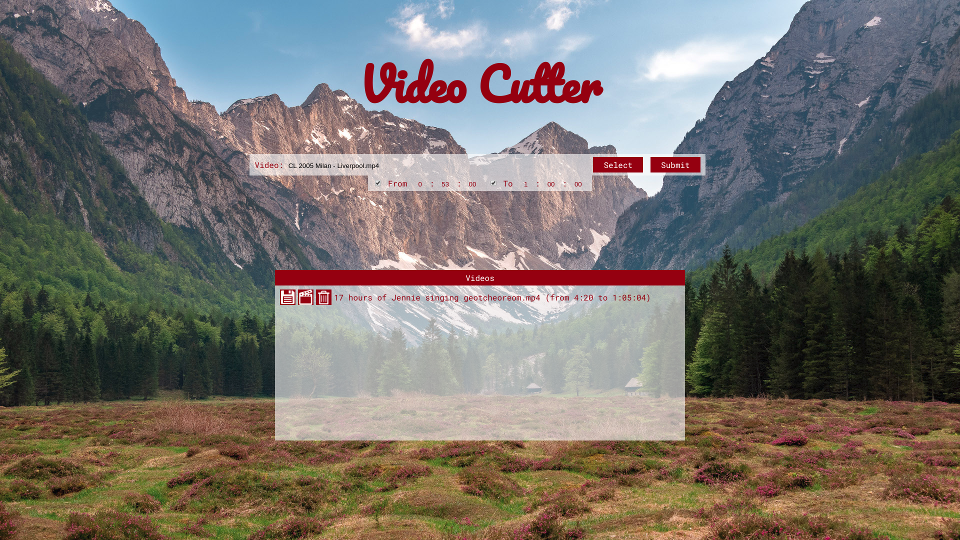 Video Cutter
Video: CL 2005 Milan - Liverpool.mp4 Select Submit
From 0 : 53 : 00 To 1 : 00 : 00
Videos
17 hours of Jennie singing geotcheoreom.mp4 (from 4:20 to 1:05:04)